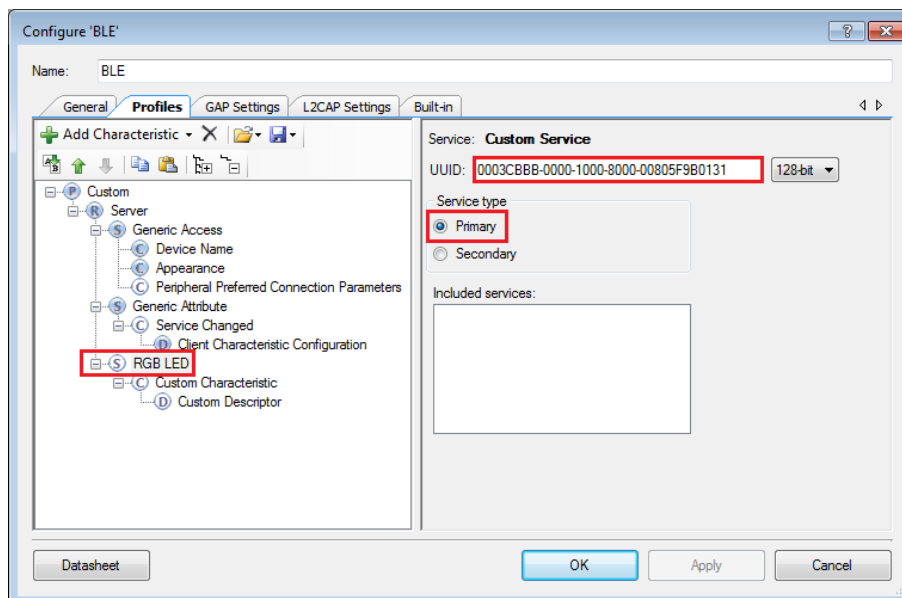 Configure 'BLE'
Name: BLE
General Profiles GAP Settings L2CAP Settings Built-in
Add Characteristic
P Custom
R Server
S Generic Access
C Device Name
C Appearance
C Peripheral Preferred Connection Parameters
S Generic Attribute
C Service Changed
D Client Characteristic Configuration
S RGB LED
C Custom Characteristic
D Custom Descriptor
Service: Custom Service
UUID: 0003CBBB-0000-1000-8000-00805F9B0131 128-bit
Service type
Primary
Secondary
Included services:
Datasheet OK Apply Cancel